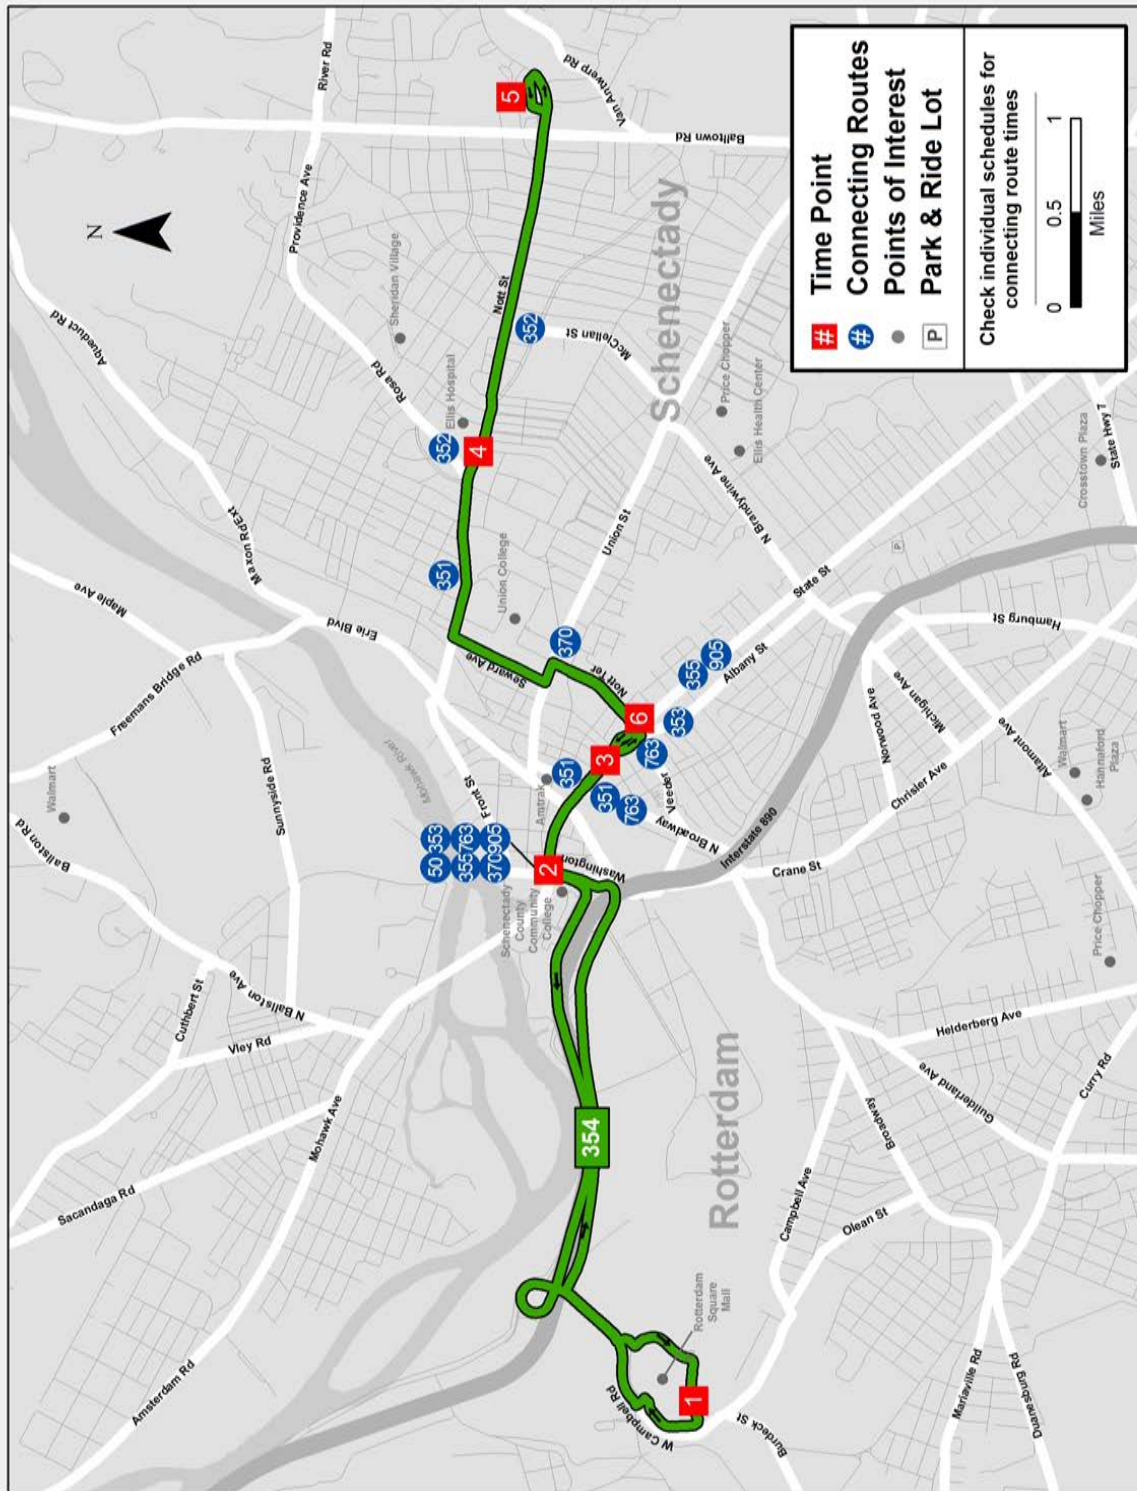 N
River Rd
Van Antwerp Rd
5
Balltown Rd
Providence Ave
Aqueduct Rd
Sheridan Village
Rosa Rd
Nott St
352
McClellan St
Schenectady
Ellis Hospital
352
4
Price Chopper
Ellis Health Center
Crosstown Plaza
State Hwy 7
N Brandywine Ave
Union St
Maxon Rd Ext
Maple Ave
351
Union College
State St
P
Erie Blvd
Freemans Bridge Rd
Seward Ave
370
Nott Ter
355
905
Albany St
Hamburg St
6
353
Michigan Ave
Norwood Ave
Altamont Ave
Walmart
Hannaford
Plaza
Chrisler Ave
3
763
351
351
763
Veeder
N Broadway
Interstate 890
Amtrak
Front St
Mohawk River
Sunnyside Rd
Walmart
Ballston Rd
50 353
355 763
370 905
2
Washington
Crane St
Schenectady
County
Community
College
Price Chopper
Cuthbert St
N Ballston Ave
Vley Rd
Mohawk Ave
Sacandaga Rd
Amsterdam Rd
Rotterdam
354
Helderberg Ave
Guilderland Ave
Curry Rd
Broadway
Campbell Ave
Olean St
Rotterdam
Square
Mall
1
W Campbell Rd
Burdeck St
Mariaville Rd
Duanesburg Rd
# Time Point
# Connecting Routes
Points of Interest
P Park & Ride Lot
Check individual schedules for
connecting route times
0 0.5 1
Miles